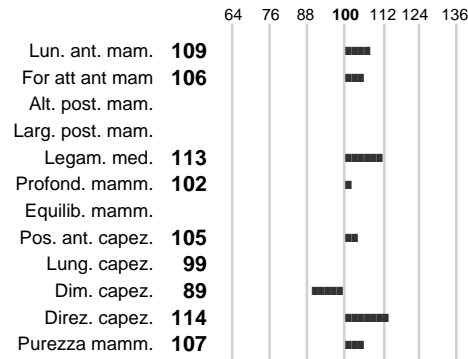 64 76 88 100 112 124 136
Lun. ant. mam. 109
For att ant mam 106
Alt. post. mam.
Larg. post. mam.
Legam. med. 113
Profond. mamm. 102
Equilib. mamm.
Pos. ant. capez. 105
Lung. capez. 99
Dim. capez. 89
Direz. capez. 114
Purezza mamm. 107